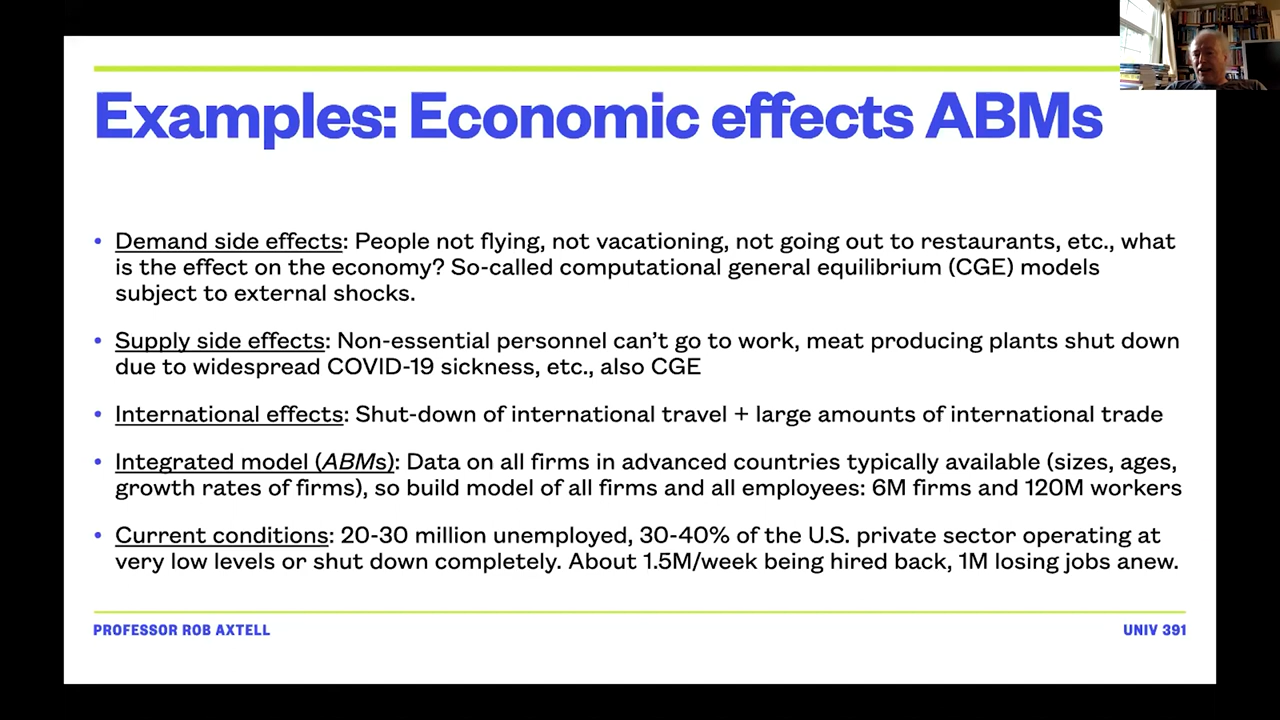 Examples: Economic effects ABMs
• Demand side effects: People not flying, not vacationing, not going out to restaurants, etc., what
is the effect on the economy? So-called computational general equilibrium (CGE) models
subject to external shocks.
• Supply side effects: Non-essential personnel can’t go to work, meat producing plants shut down
due to widespread COVID-19 sickness, etc., also CGE
• International effects: Shut-down of international travel + large amounts of international trade
• Integrated model (ABMs): Data on all firms in advanced countries typically available (sizes, ages,
growth rates of firms), so build model of all firms and all employees: 6M firms and 120M workers
• Current conditions: 20-30 million unemployed, 30-40% of the U.S. private sector operating at
very low levels or shut down completely. About 1.5M/week being hired back, 1M losing jobs anew.
PROFESSOR ROB AXTELL
UNIV 391